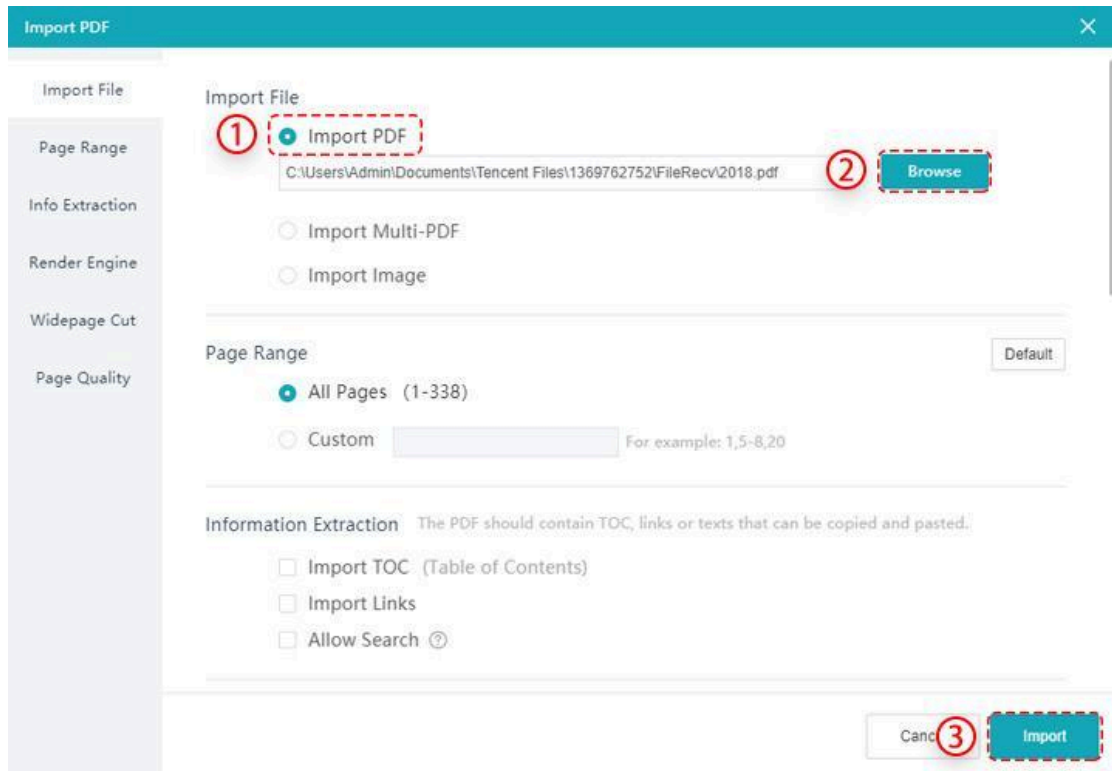 Import PDF
Import File
Page Range
Info Extraction
Render Engine
Widepage Cut
Page Quality
Import File
1 Import PDF
C:\Users\Admin\Documents\Tencent Files\1369762752\FileRecv\2018.pdf 2 Browse
Import Multi-PDF
Import Image
Page Range Default
All Pages (1-338)
Custom For example: 1,5-8,20
Information Extraction The PDF should contain TOC, links or texts that can be copied and pasted.
Import TOC (Table of Contents)
Import Links
Allow Search ?
3 Import